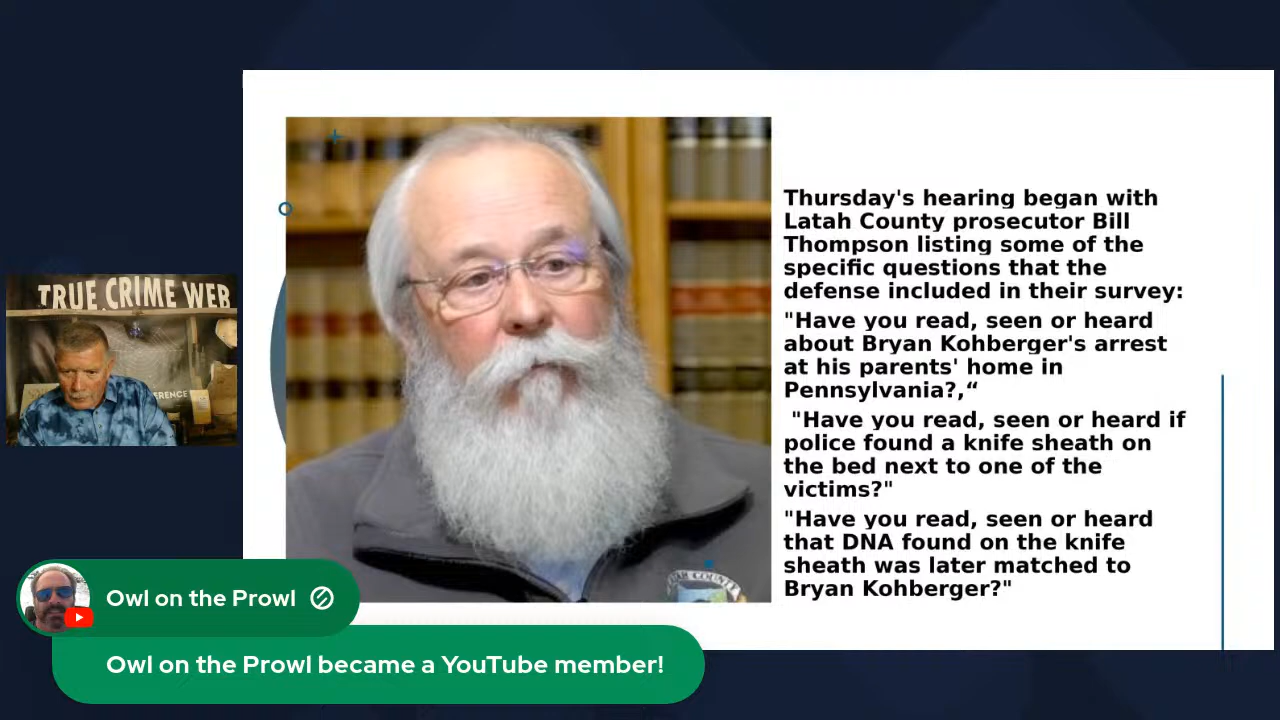 TRUE CRIME WEB
Thursday's hearing began with
Latah County prosecutor Bill
Thompson listing some of the
specific questions that the
defense included in their survey:
"Have you read, seen or heard
about Bryan Kohberger's arrest
at his parents' home in
Pennsylvania?,“
"Have you read, seen or heard if
police found a knife sheath on
the bed next to one of the
victims?"
"Have you read, seen or heard
that DNA found on the knife
sheath was later matched to
Bryan Kohberger?"
COUNTY
Owl on the Prowl
Owl on the Prowl became a YouTube member!